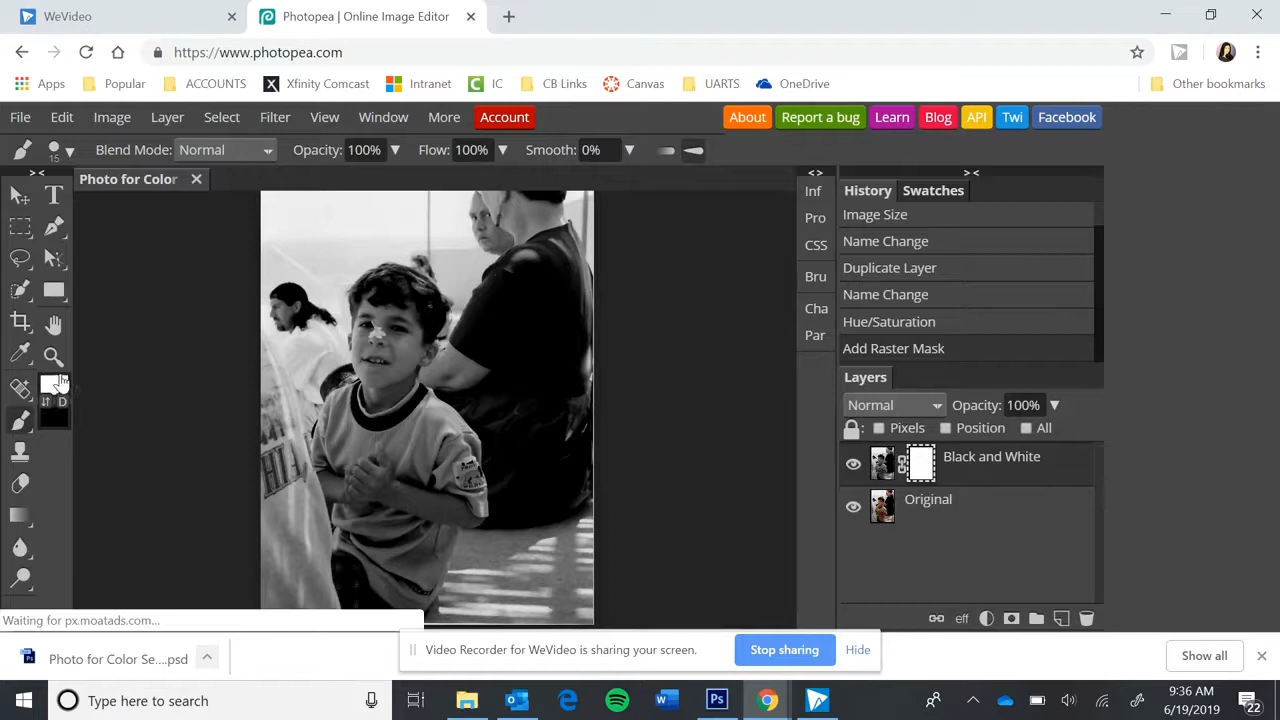 WeVideo
Photopea | Online Image Editor
https://www.photopea.com
Apps
Popular
ACCOUNTS
Xfinity Comcast
Intranet
IC
CB Links
Canvas
UARTS
OneDrive
Other bookmarks
File
Edit
Image
Layer
Select
Filter
View
Window
More
Account
About
Report a bug
Learn
Blog
API
Twi
Facebook
15
Blend Mode: Normal
Opacity: 100%
Flow: 100%
Smooth: 0%
Photo for Color
Inf
Pro
CSS
Bru
Cha
Par
History
Swatches
Image Size
Name Change
Duplicate Layer
Name Change
Hue/Saturation
Add Raster Mask
Layers
Normal
Opacity: 100%
Pixels
Position
All
Black and White
Original
D
eff
Waiting for px.moatads.com...
Photo for Color Se....psd
Video Recorder for WeVideo is sharing your screen.
Stop sharing
Hide
Show all
Type here to search
9:36 AM
6/19/2019
22